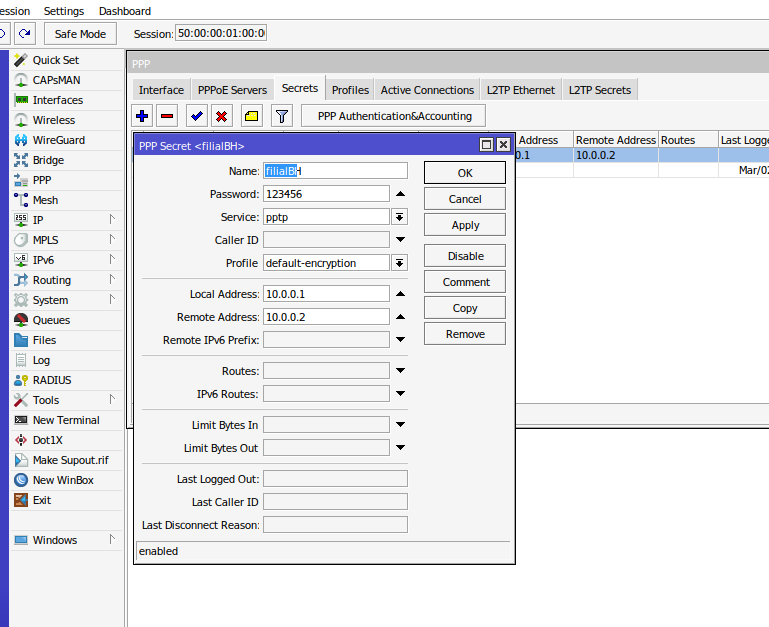 ession Settings Dashboard
Safe Mode Session: 50:00:00:01:00:0
Quick Set
CAPsMAN
Interfaces
Wireless
WireGuard
Bridge
PPP
Mesh
IP
MPLS
IPv6
Routing
System
Queues
Files
Log
RADIUS
Tools
New Terminal
Dot1X
Make Supout.rif
New WinBox
Exit
Windows
PPP
Interface PPPoE Servers Secrets Profiles Active Connections L2TP Ethernet L2TP Secrets
PPP Authentication&Accounting
Address Remote Address Routes Last Logge
0.1 10.0.0.2
Mar/02
PPP Secret <filialBH>
Name: filialBH
Password: 123456
Service: pptp
Caller ID
Profile default-encryption
Local Address: 10.0.0.1
Remote Address: 10.0.0.2
Remote IPv6 Prefix:
Routes:
IPv6 Routes:
Limit Bytes In
Limit Bytes Out
Last Logged Out:
Last Caller ID
Last Disconnect Reason:
enabled
OK
Cancel
Apply
Disable
Comment
Copy
Remove